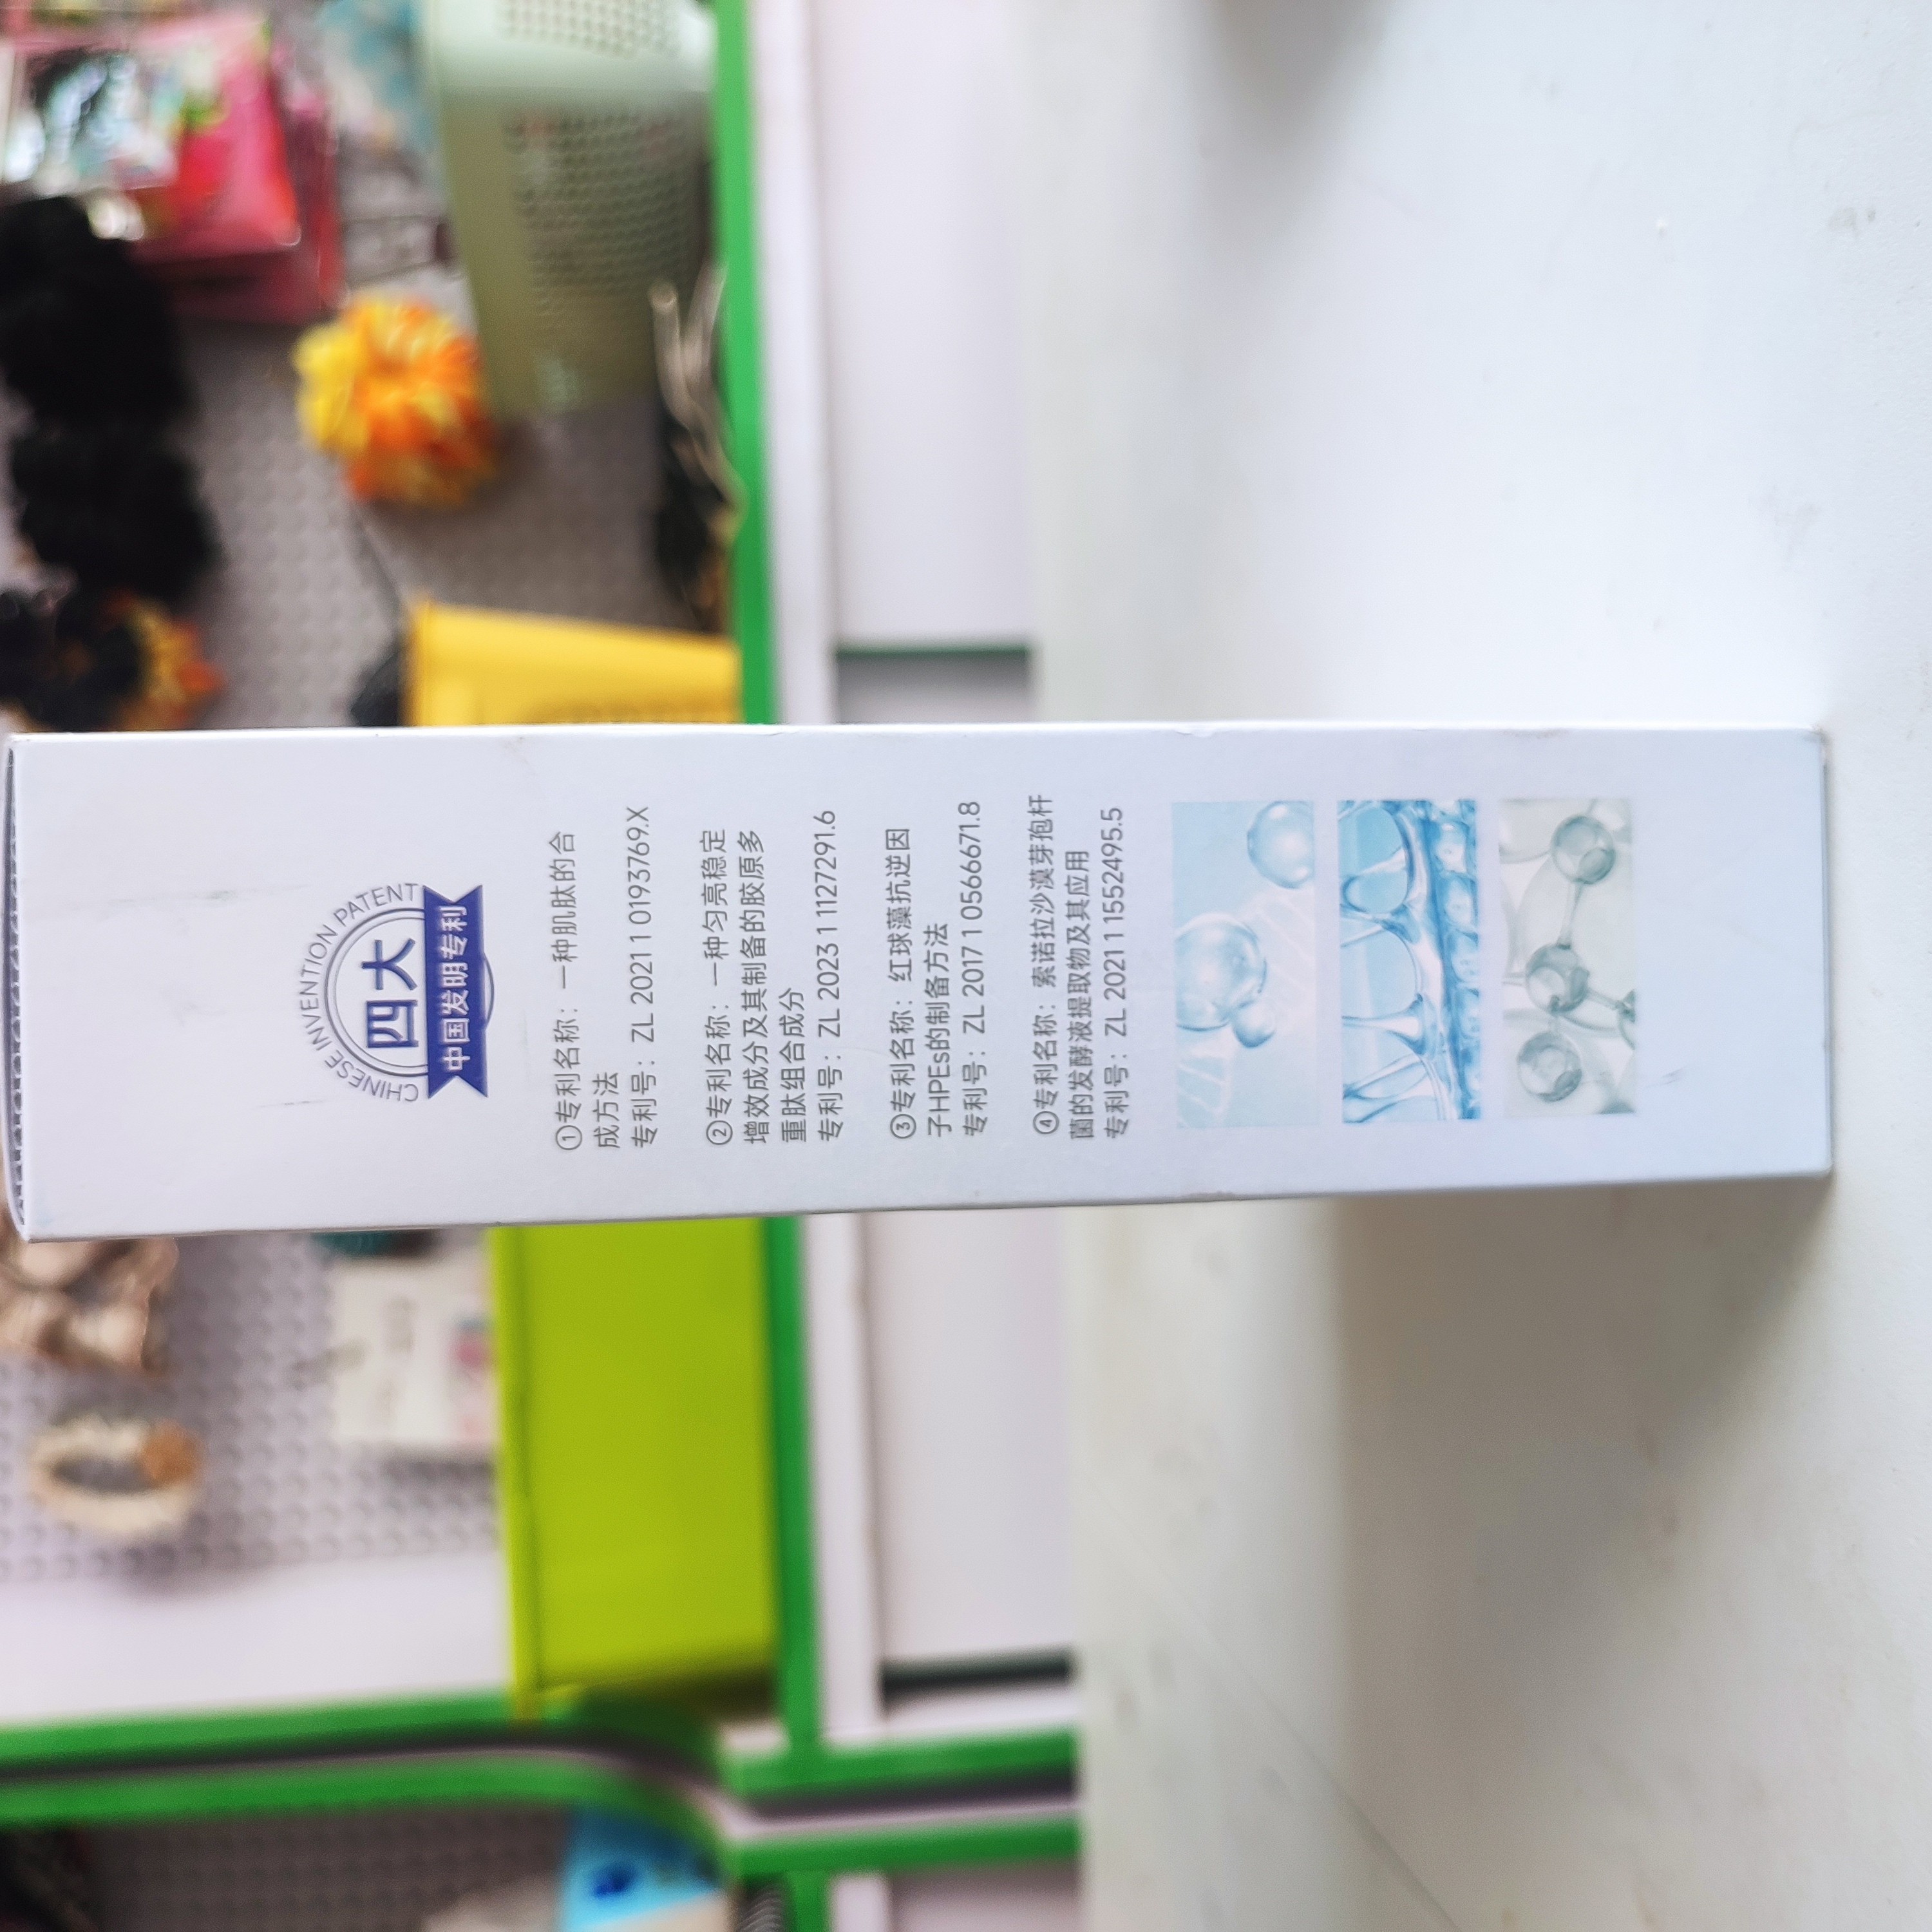 CHINESE INVENTION PATENT
四大
中国发明专利
①专利名称：一种肌肽的合
成方法
专利号：ZL 2021 1 0193769.X
②专利名称：一种匀亮稳定
增效成分及其制备的胶原多
重肽组合成分
专利号：ZL 2023 1 1127291.6
③专利名称：红球藻抗逆因
子HPEs的制备方法
专利号：ZL 2017 1 0566671.8
④专利名称：索诺拉沙漠芽孢杆
菌的发酵液提取物及其应用
专利号：ZL 2021 1 1552495.5